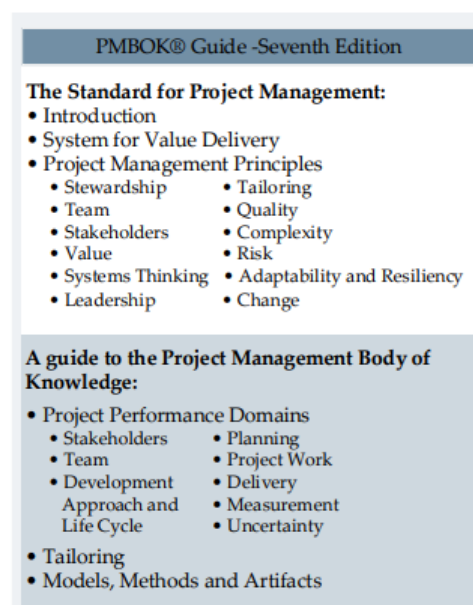 PMBOK® Guide -Seventh Edition
The Standard for Project Management:
• Introduction
• System for Value Delivery
• Project Management Principles
• Stewardship • Tailoring
• Team • Quality
• Stakeholders • Complexity
• Value • Risk
• Systems Thinking • Adaptability and Resiliency
• Leadership • Change
A guide to the Project Management Body of
Knowledge:
• Project Performance Domains
• Stakeholders • Planning
• Team • Project Work
• Development • Delivery
Approach and • Measurement
Life Cycle • Uncertainty
• Tailoring
• Models, Methods and Artifacts